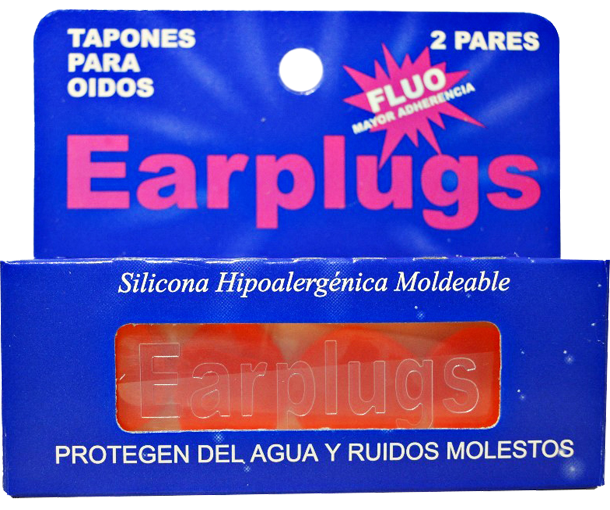 TAPONES
PARA
OIDOS
2 PARES
FLUO
MAYOR ADHERENCIA
Earplugs
Silicona Hipoalergénica Moldeable
Earplugs
PROTEGEN DEL AGUA Y RUIDOS MOLESTOS